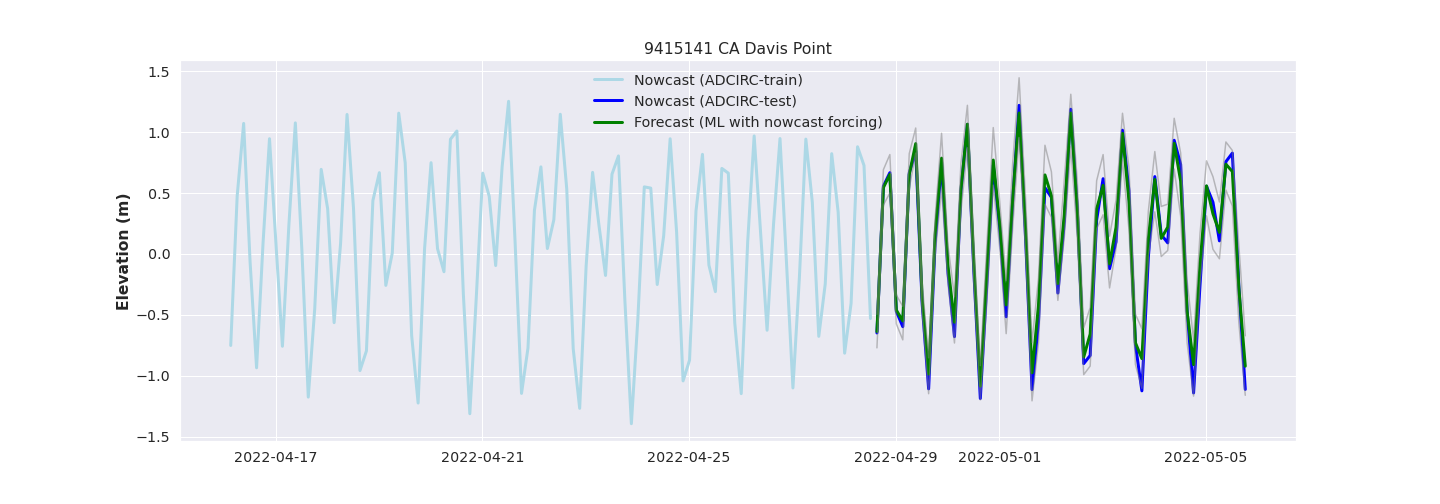 9415141 CA Davis Point
Nowcast (ADCIRC-train)
Nowcast (ADCIRC-test)
Forecast (ML with nowcast forcing)
Elevation (m)
1.5
1.0
0.5
0.0
−0.5
−1.0
−1.5
2022-04-17
2022-04-21
2022-04-25
2022-04-29
2022-05-01
2022-05-05